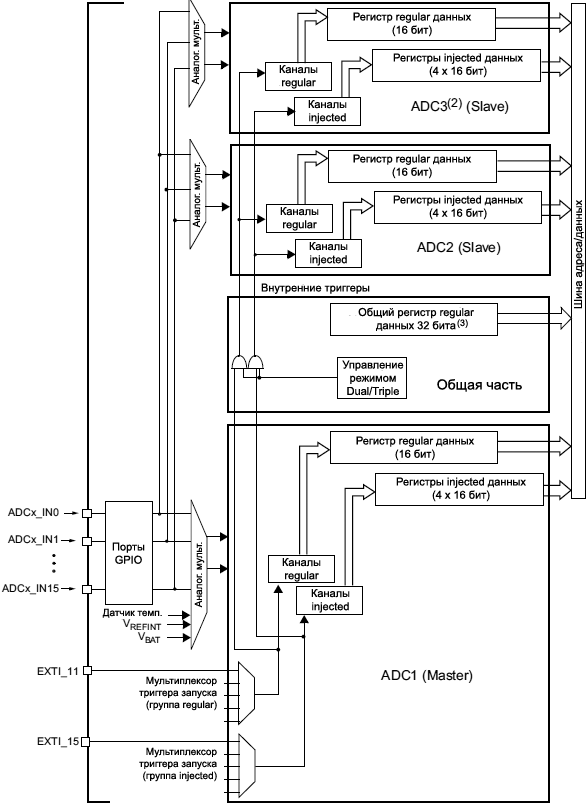 Аналог. мульт.
Регистр regular данных
(16 бит)
Регистры injected данных
(4 x 16 бит)
Каналы
regular
Каналы
injected
ADC3(2) (Slave)
Аналог. мульт.
Регистр regular данных
(16 бит)
Регистры injected данных
(4 x 16 бит)
Каналы
regular
Каналы
injected
ADC2 (Slave)
Шина адреса/данных
Внутренние триггеры
Общий регистр regular
данных 32 бита(3)
Управление
режимом
Dual/Triple
Общая часть
Регистр regular данных
(16 бит)
Регистры injected данных
(4 x 16 бит)
ADCx_IN0
ADCx_IN1
ADCx_IN15
Порты
GPIO
Аналог. мульт.
Каналы
regular
Каналы
injected
Датчик темп.
VREFINT
VBAT
ADC1 (Master)
EXTI_11
Мультиплексор
триггера запуска
(группа regular)
EXTI_15
Мультиплексор
триггера запуска
(группа injected)